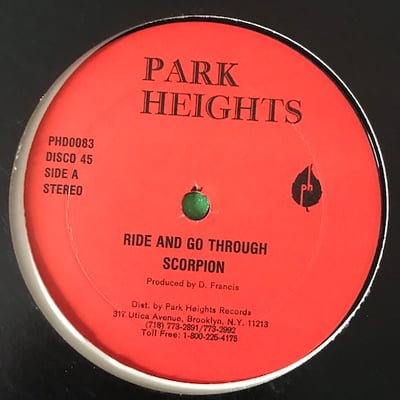 PARK
HEIGHTS
PHD0083
DISCO 45
SIDE A
STEREO
ph
RIDE AND GO THROUGH
SCORPION
Produced by D. Francis
Dist. by Park Heights Records
317 Utica Avenue, Brooklyn, N.Y. 11213
(718) 773-2891/773-2992
Toll Free: 1-800-226-4175